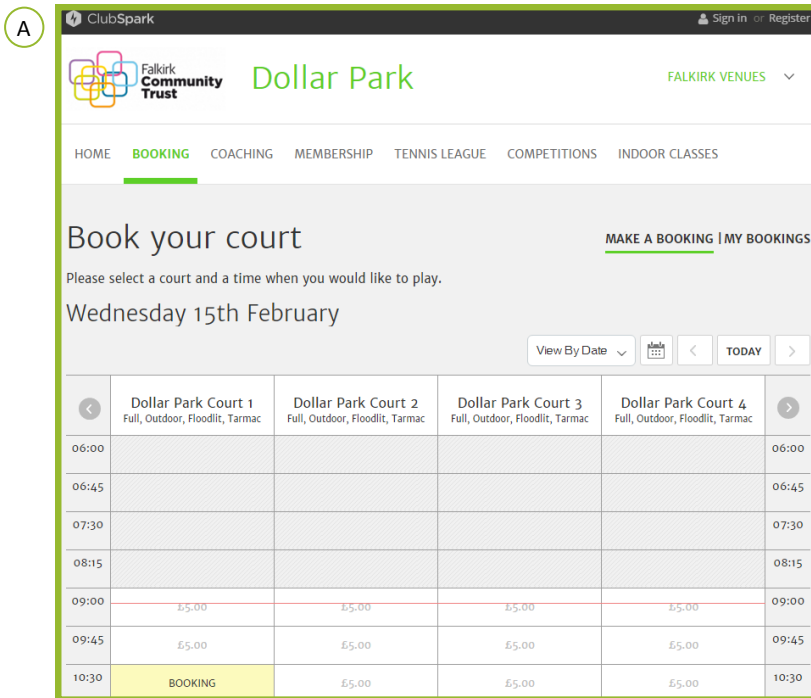 A
ClubSpark
Sign in or Register
Falkirk
Community
Trust
Dollar Park
FALKIRK VENUES
HOME BOOKING COACHING MEMBERSHIP TENNIS LEAGUE COMPETITIONS INDOOR CLASSES
Book your court
MAKE A BOOKING | MY BOOKINGS
Please select a court and a time when you would like to play.
Wednesday 15th February
View By Date TODAY
Dollar Park Court 1 Dollar Park Court 2 Dollar Park Court 3 Dollar Park Court 4
Full, Outdoor, Floodlit, Tarmac Full, Outdoor, Floodlit, Tarmac Full, Outdoor, Floodlit, Tarmac Full, Outdoor, Floodlit, Tarmac
06:00 06:00
06:45 06:45
07:30 07:30
08:15 08:15
09:00 £5.00 £5.00 £5.00 £5.00 09:00
09:45 £5.00 £5.00 £5.00 £5.00 09:45
10:30 BOOKING £5.00 £5.00 £5.00 10:30